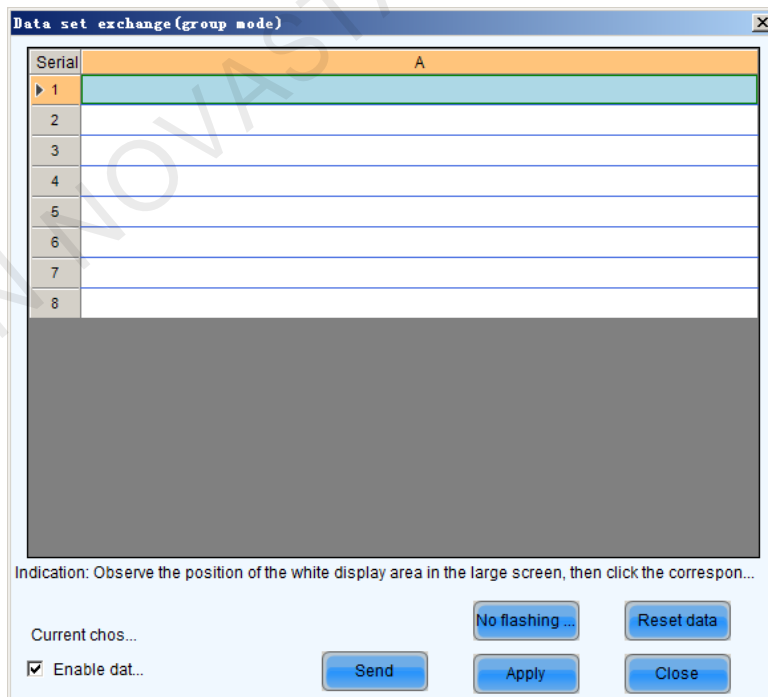 Data set exchange(group mode)
Serial A
1
2
3
4
5
6
7
8
Indication: Observe the position of the white display area in the large screen, then click the correspon...
No flashing ...
Reset data
Current chos...
Enable dat...
Send
Apply
Close
N NOVASTA